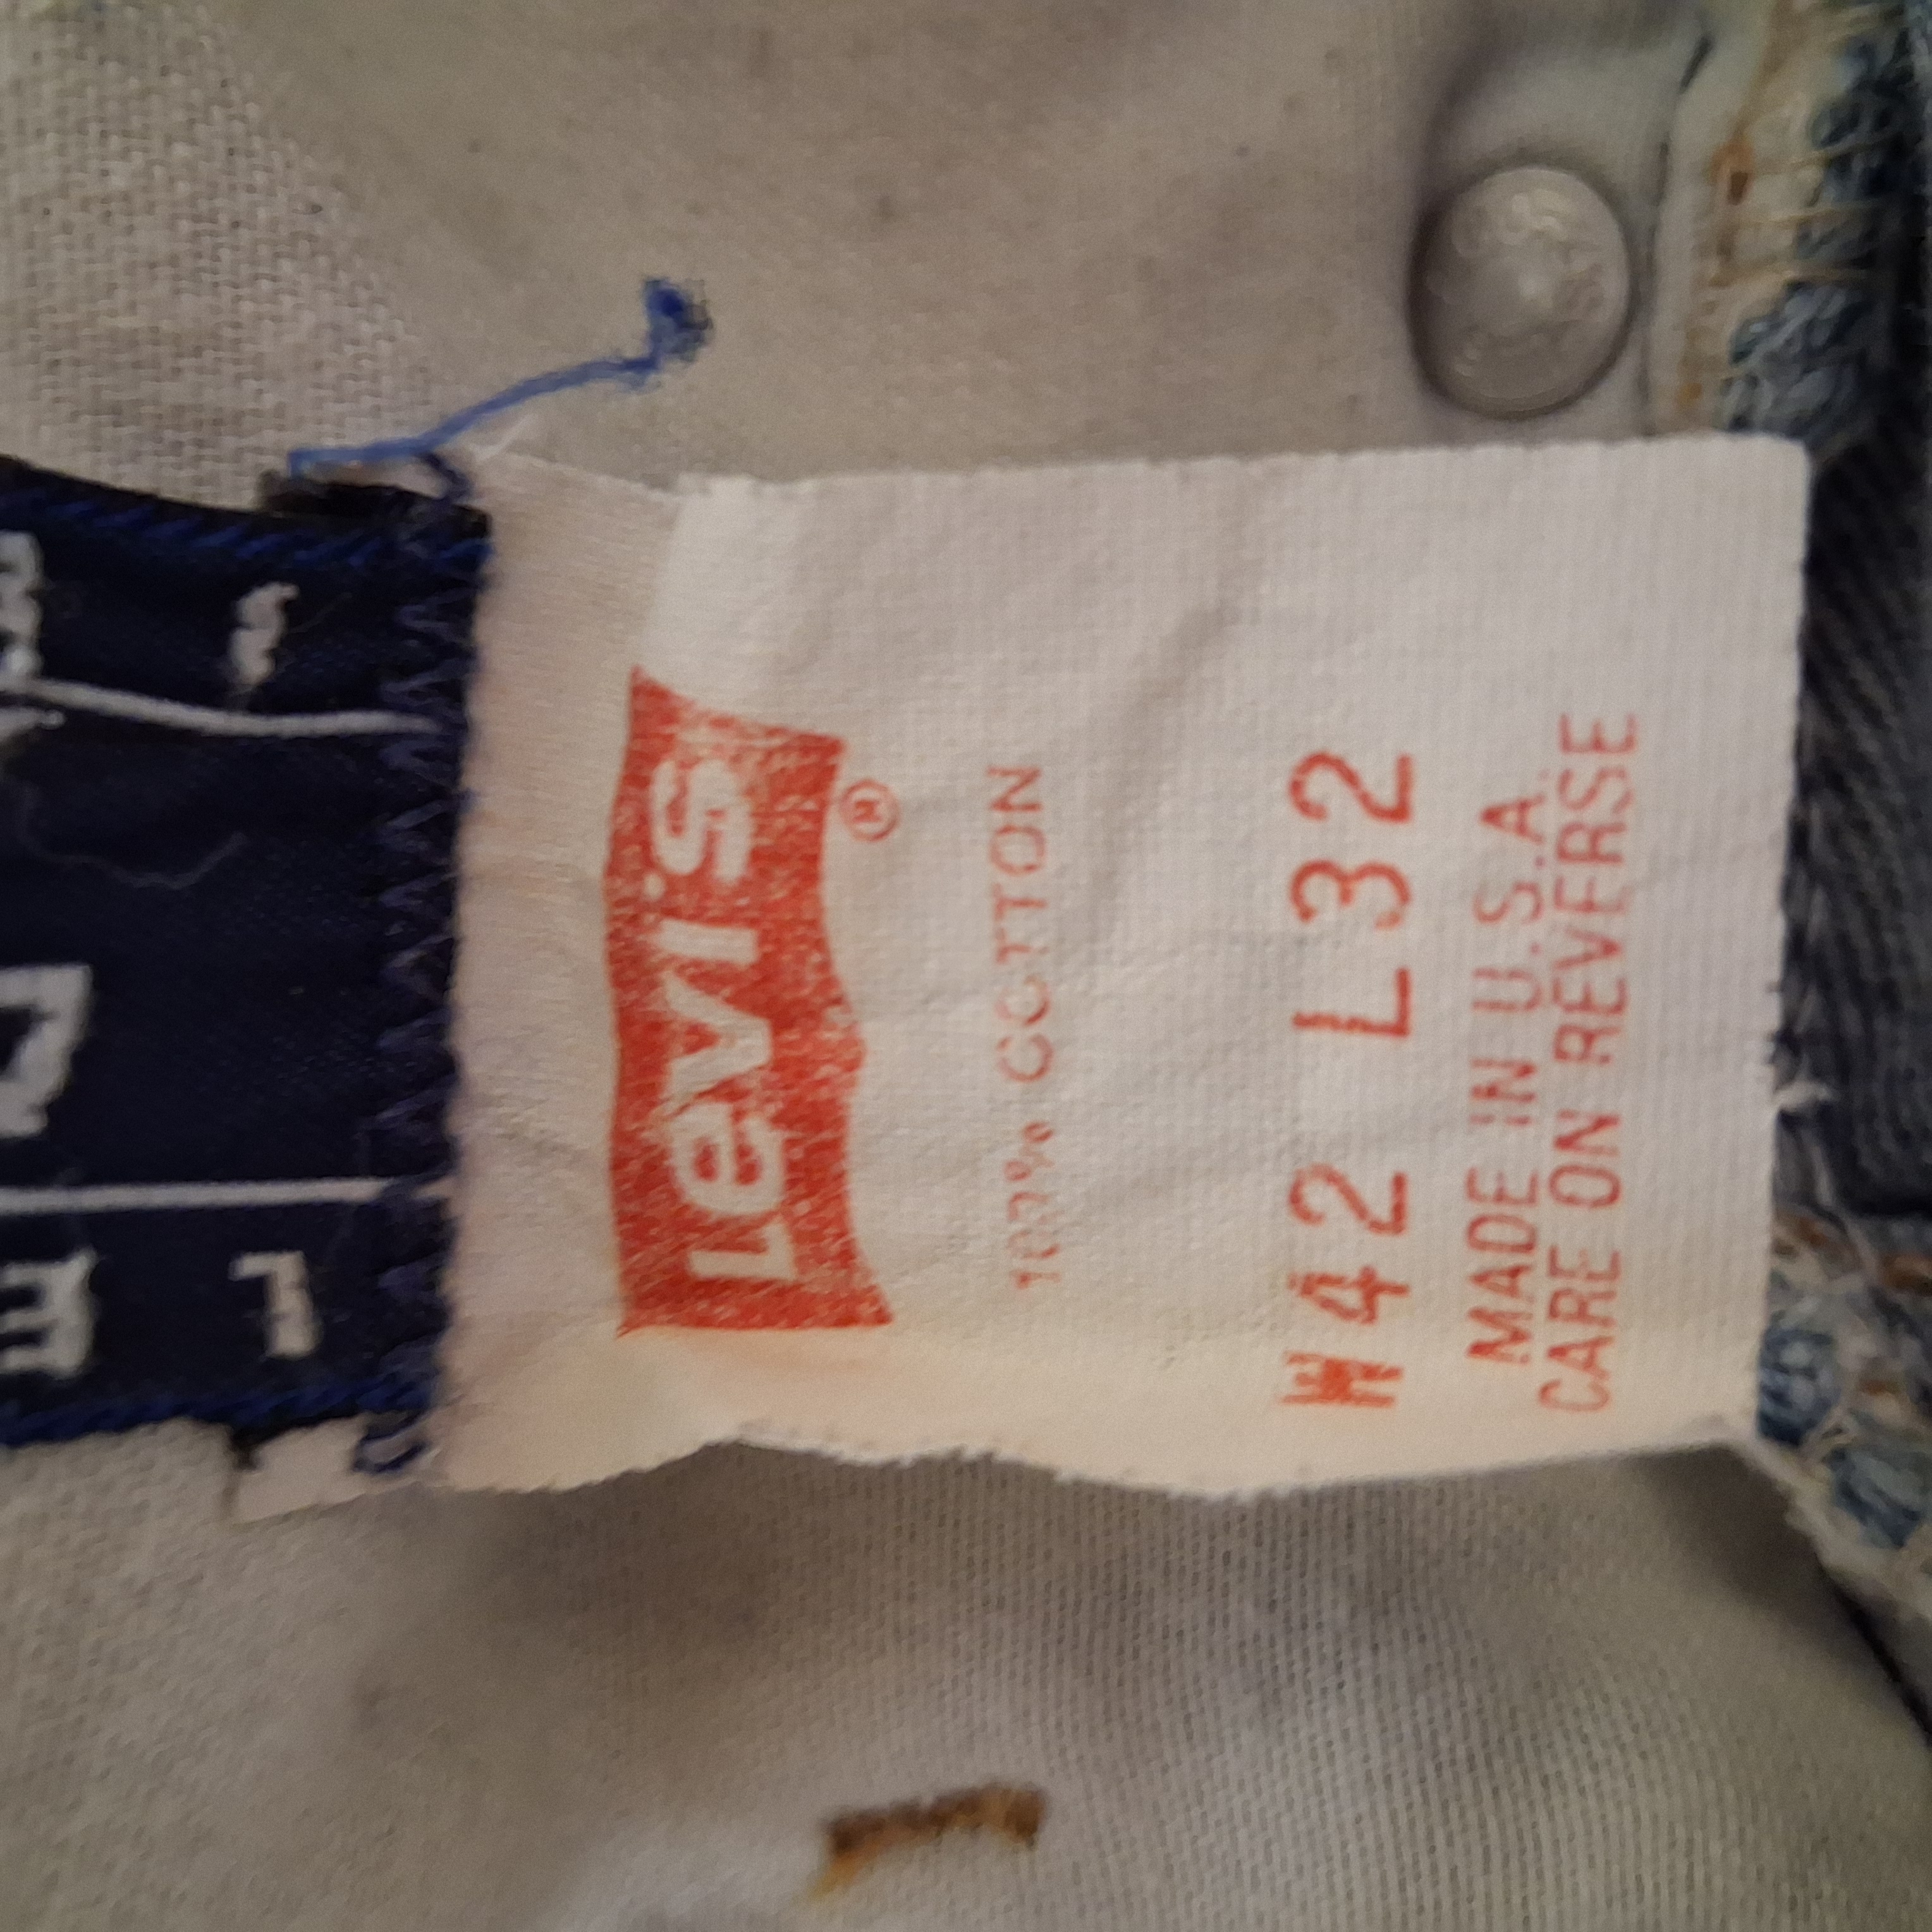 Levi's ®
100% COTTON
W42 L32
MADE IN U.S.A.
CARE ON REVERSE